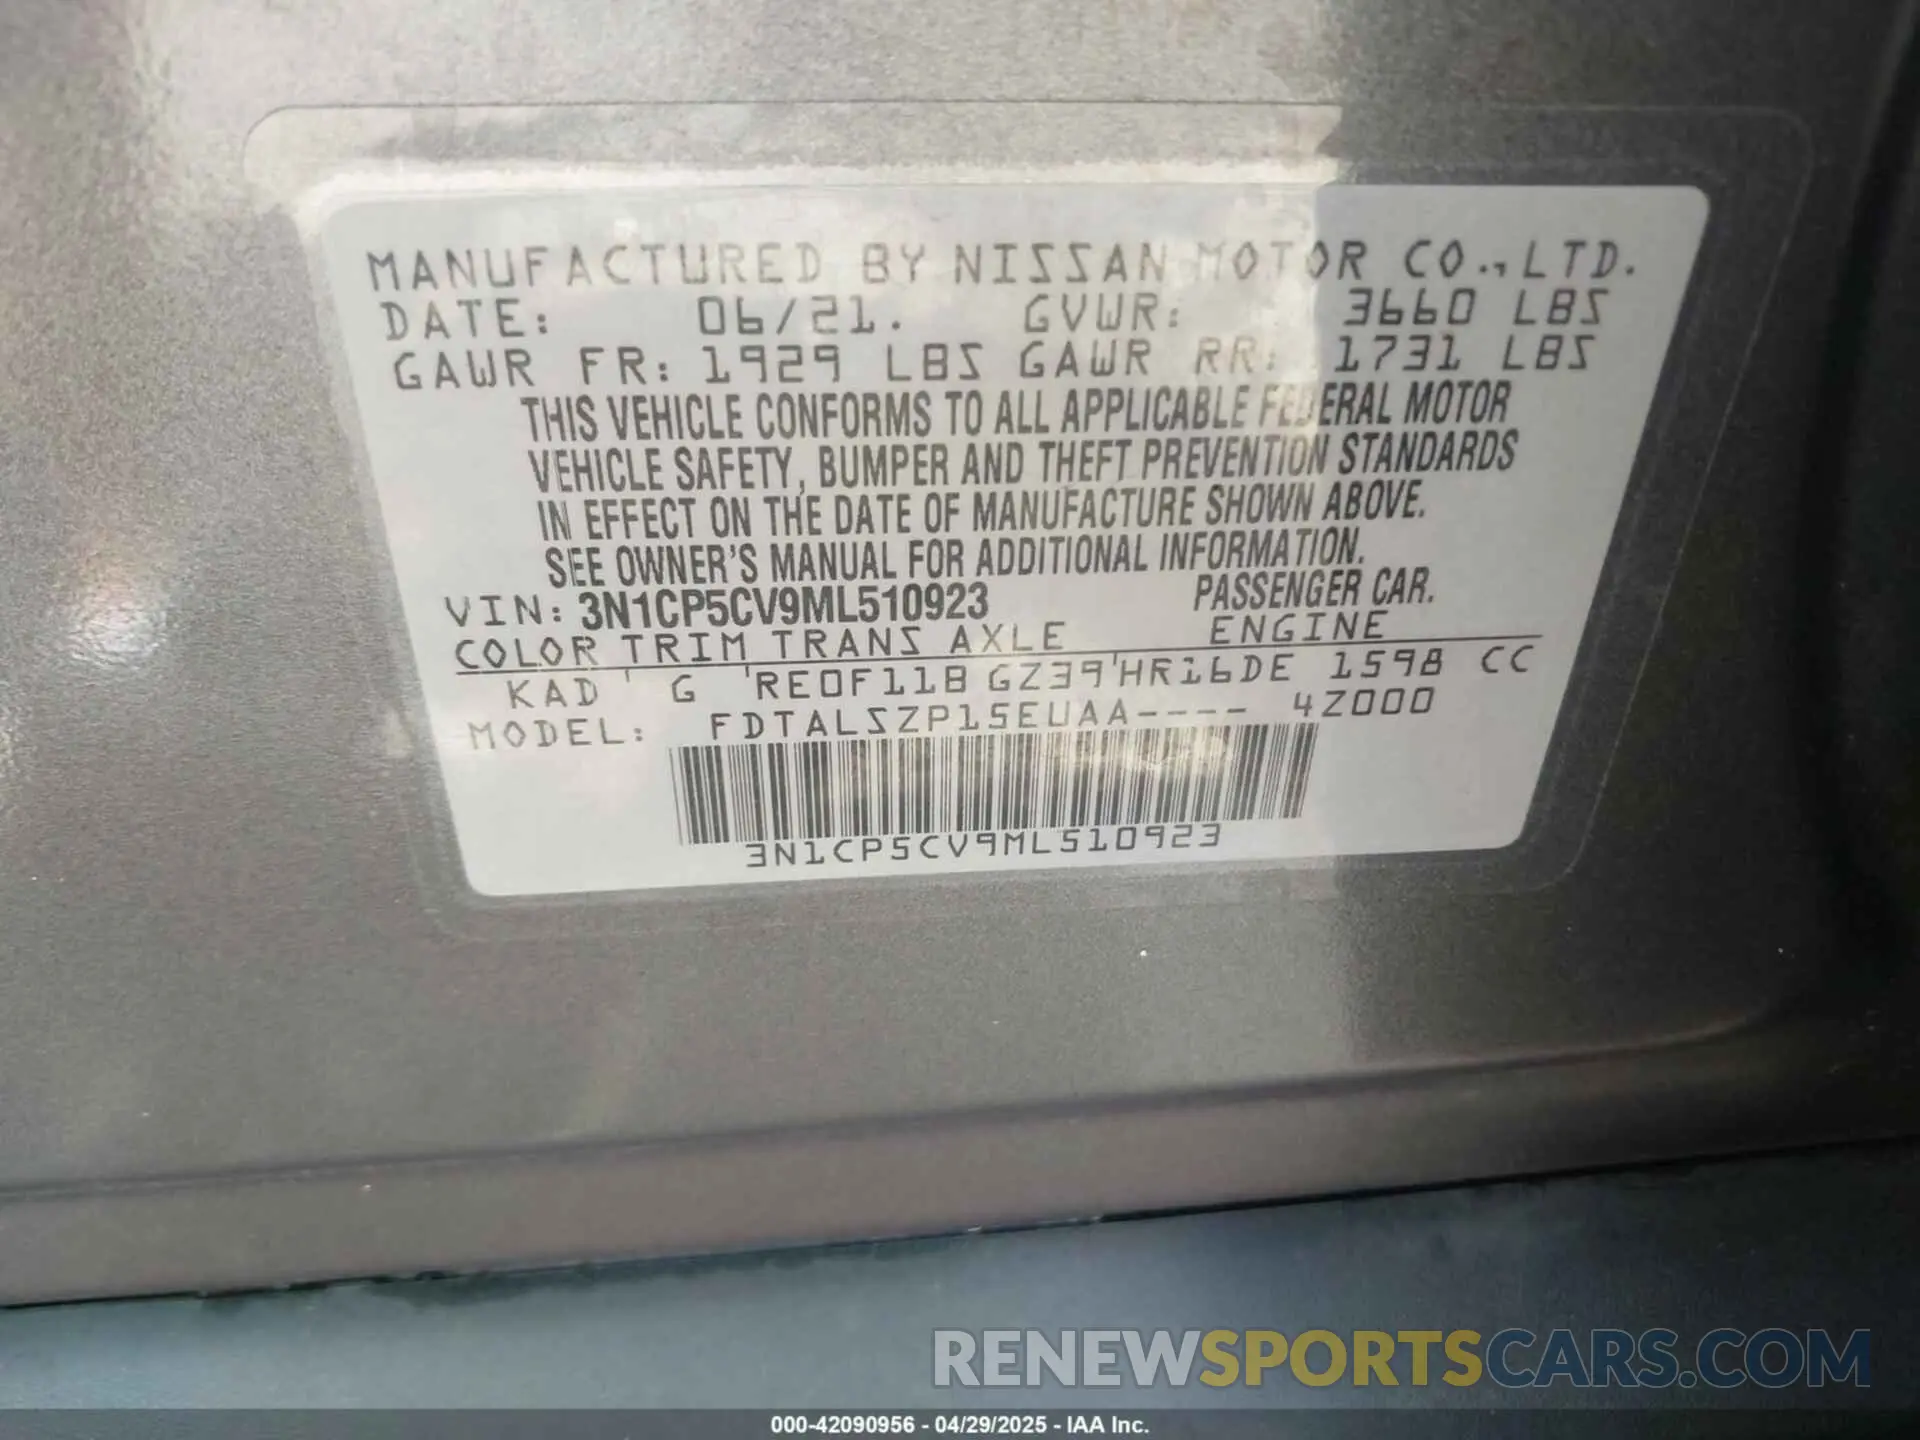 MANUFACTURED BY NISSAN MOTOR CO., LTD.
DATE: 06/21. GVWR: 3660 LBS
GAWR FR: 1929 LBS GAWR RR: 1731 LBS
THIS VEHICLE CONFORMS TO ALL APPLICABLE FEDERAL MOTOR
VEHICLE SAFETY, BUMPER AND THEFT PREVENTION STANDARDS
IN EFFECT ON THE DATE OF MANUFACTURE SHOWN ABOVE.
SEE OWNER'S MANUAL FOR ADDITIONAL INFORMATION.
VIN: 3N1CP5CV9ML510923 PASSENGER CAR.
COLOR TRIM TRANS AXLE ENGINE
KAD ' G 'RE0F11B GZ39'HR16DE 1598 CC
MODEL: FDTALSZP15EUAA---- 4Z000
3N1CP5CV9ML510923
RENEWSPORTSCARS.COM
000-42090956 - 04/29/2025 - IAA Inc.